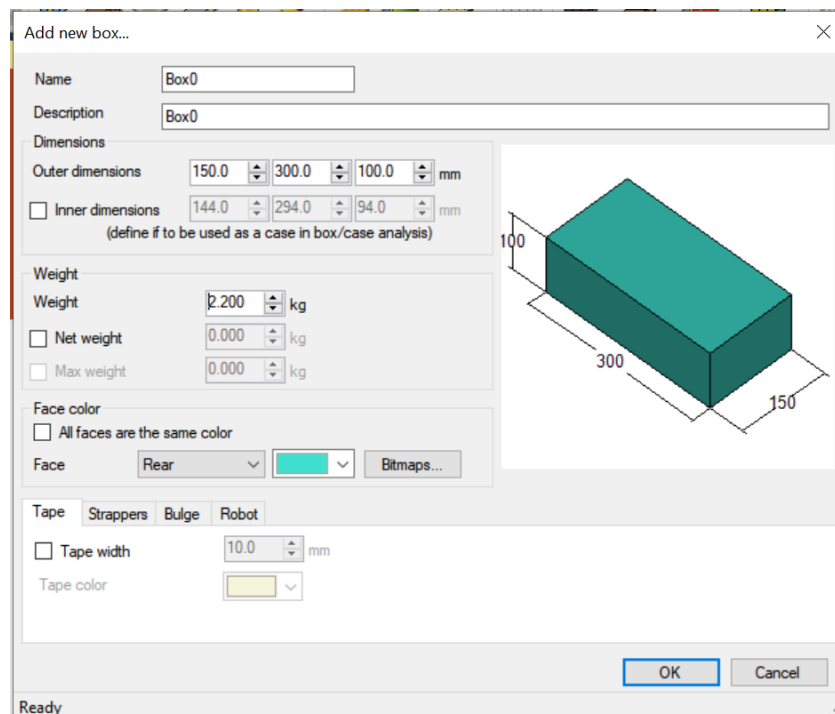 Add new box...
Name Box0
Description Box0
Dimensions
Outer dimensions 150.0 300.0 100.0 mm
Inner dimensions 144.0 294.0 94.0 mm
(define if to be used as a case in box/case analysis)
100
300
150
Weight
Weight 2.200 kg
Net weight 0.000 kg
Max weight 0.000 kg
Face color
All faces are the same color
Face Rear Bitmaps...
Tape Strappers Bulge Robot
Tape width 10.0 mm
Tape color
OK Cancel
Ready